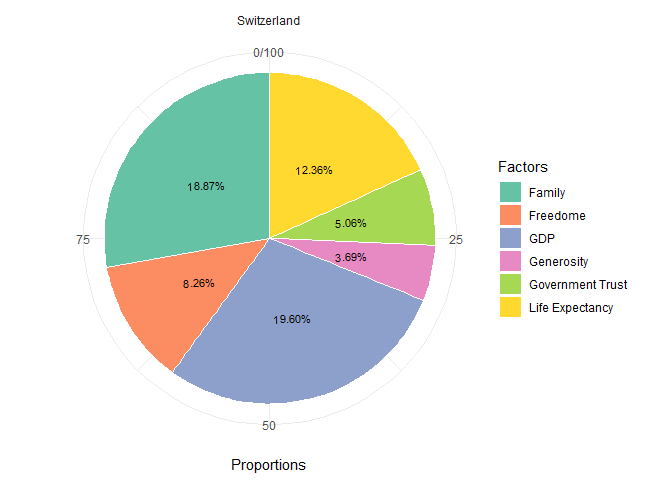 Switzerland
0/100
12.36%
18.87%
5.06%
75
25
3.69%
8.26%
19.60%
50
Proportions
Factors
Family
Freedome
GDP
Generosity
Government Trust
Life Expectancy